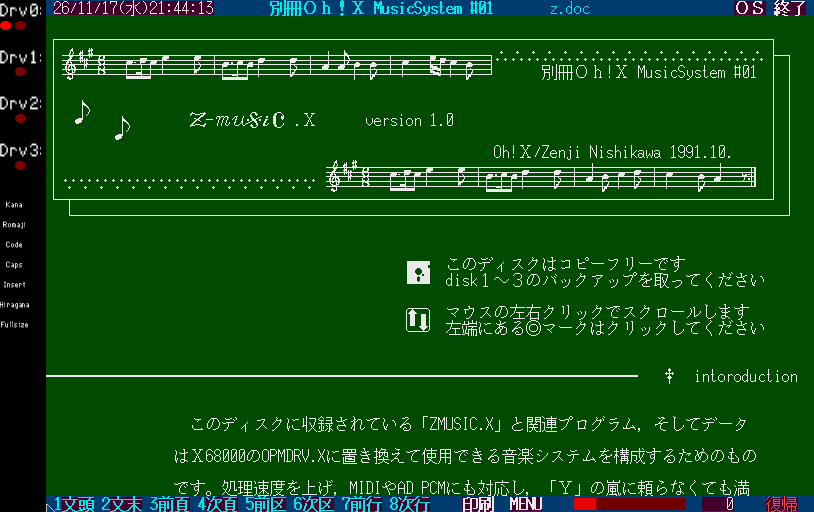 Drv0:
Drv1:
Drv2:
Drv3:
Kana
Romaji
Code
Caps
Insert
Hiragana
Fullsize
26/11/17(水)21:44:13 別冊Ｏｈ！Ｘ MusicSystem #01 z.doc ＯＳ 終了
別冊Ｏｈ！Ｘ MusicSystem #01
Z-MUSiC .Ｘ version 1.0
Oh!Ｘ/Zenji Nishikawa 1991.10.
このディスクはコピーフリーです
disk１～３のバックアップを取ってください
マウスの左右クリックでスクロールします
左端にある◎マークはクリックしてください
‡ intoroduction
このディスクに収録されている「ZMUSIC.X」と関連プログラム，そしてデータ
はＸ68000のOPMDRV.Xに置き換えて使用できる音楽システムを構成するためのもの
です。処理速度を上げ，MIDIやAD PCMにも対応し，「Ｙ」の嵐に頼らなくても満
1文頭 2文末 3前頁 4次頁 5前区 6次区 7前行 8次行 印刷 MENU 0 復帰